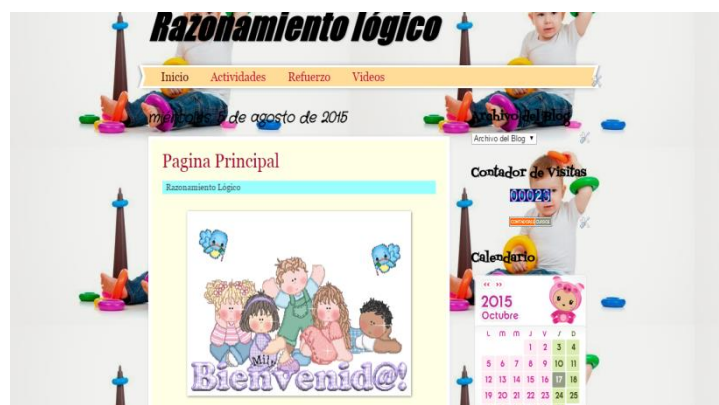 Razonamiento lógico
Inicio Actividades Refuerzo Videos
miércoles, 5 de agosto de 2015
Archivo del Blog
Archivo del Blog
Pagina Principal
Razonamiento Lógico
Contador de Visitas
00023
Calendario
Mily
Bienvenid@!
<< >>
2015
Octubre
L M M J V / D
1 2 3 4
5 6 7 8 9 10 11
12 13 14 15 16 17 18
19 20 21 22 23 24 25